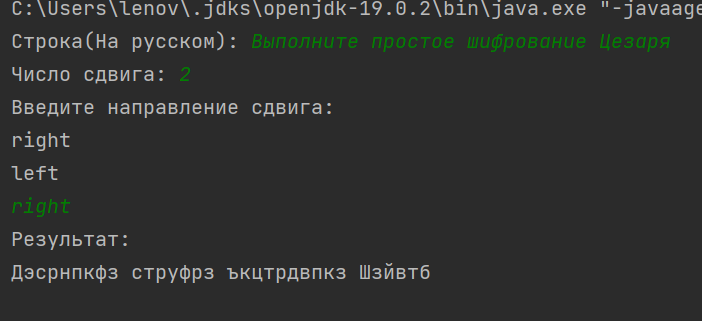 C:\Users\lenov\.jdks\openjdk-19.0.2\bin\java.exe "-javaage
Строка(На русском): Выполните простое шифрование Цезаря
Число сдвига: 2
Введите направление сдвига:
right
left
right
Результат:
Дэсрнпкфз струфрз ъкцтрдвпкз Шзйвтб